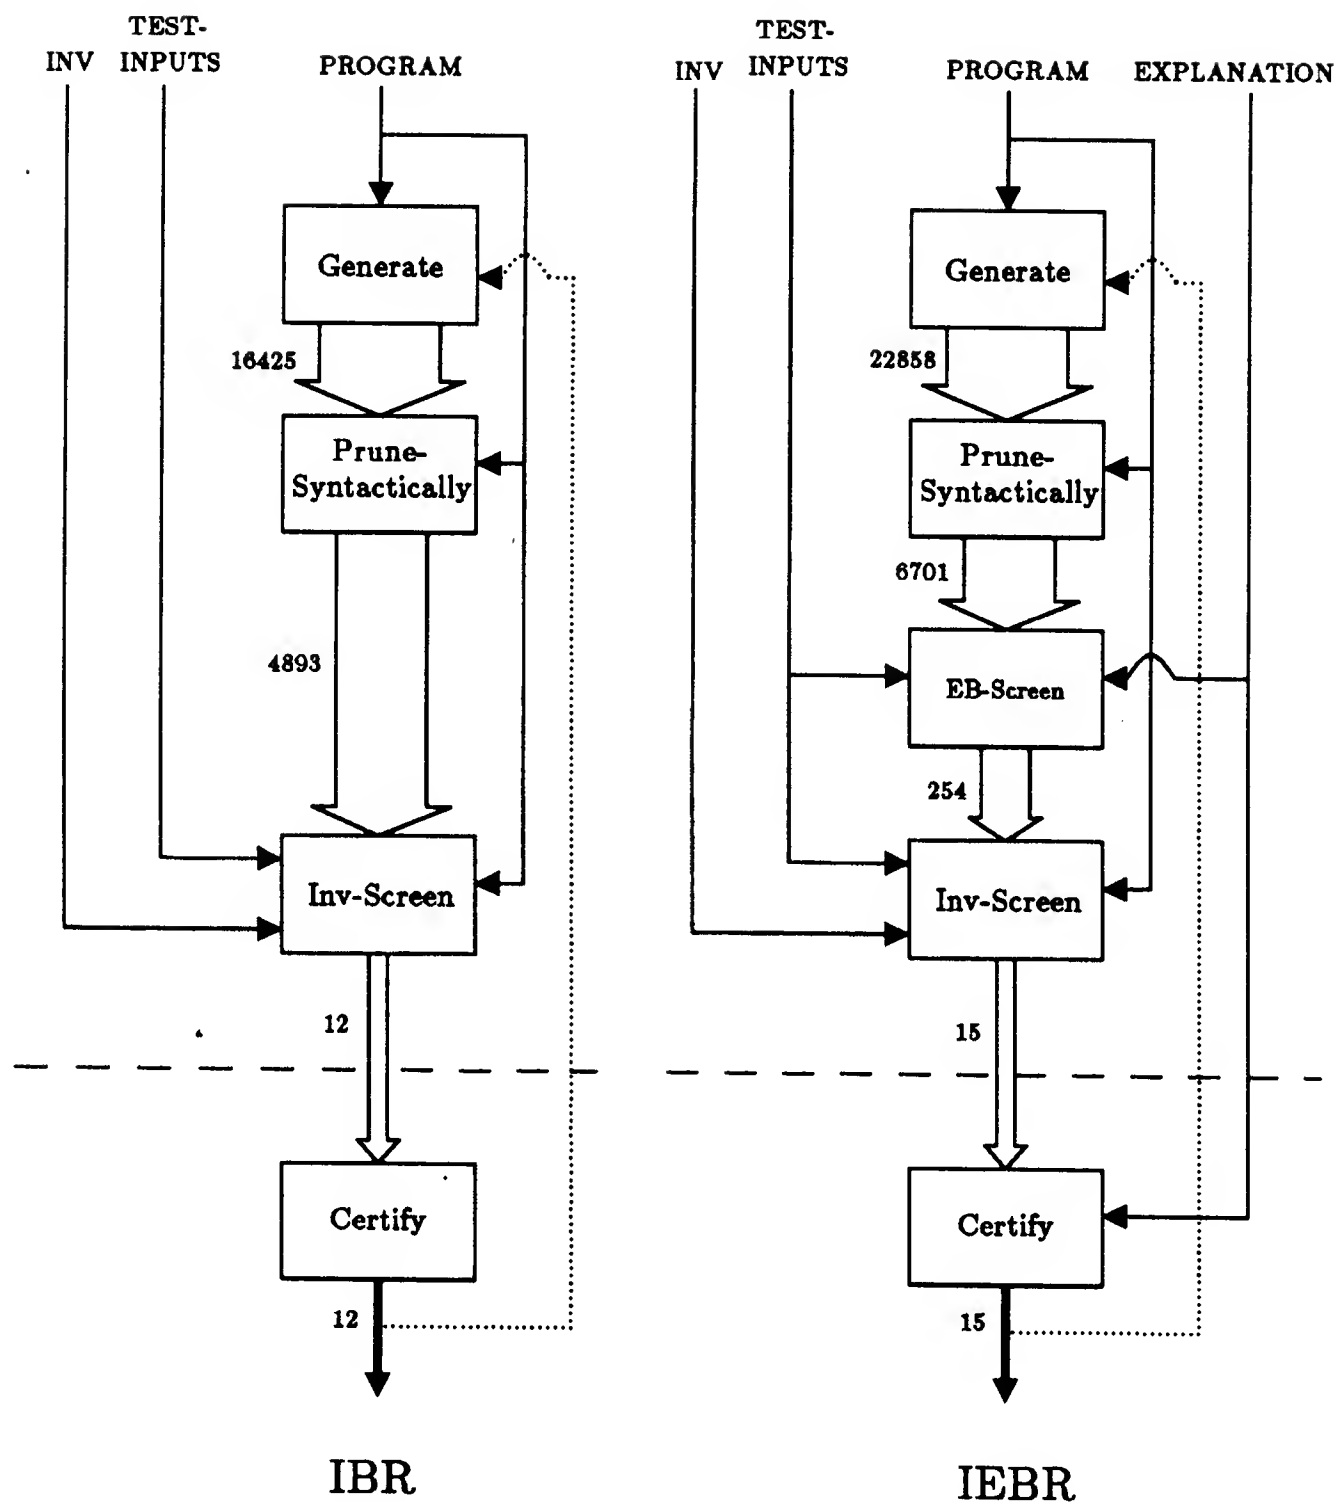 TEST-
INV INPUTS PROGRAM
Generate
16425
Prune-
Syntactically
4893
Inv-Screen
12
Certify
12
IBR
TEST-
INV INPUTS PROGRAM EXPLANATION
Generate
22858
Prune-
Syntactically
6701
EB-Screen
254
Inv-Screen
15
Certify
15
IEBR